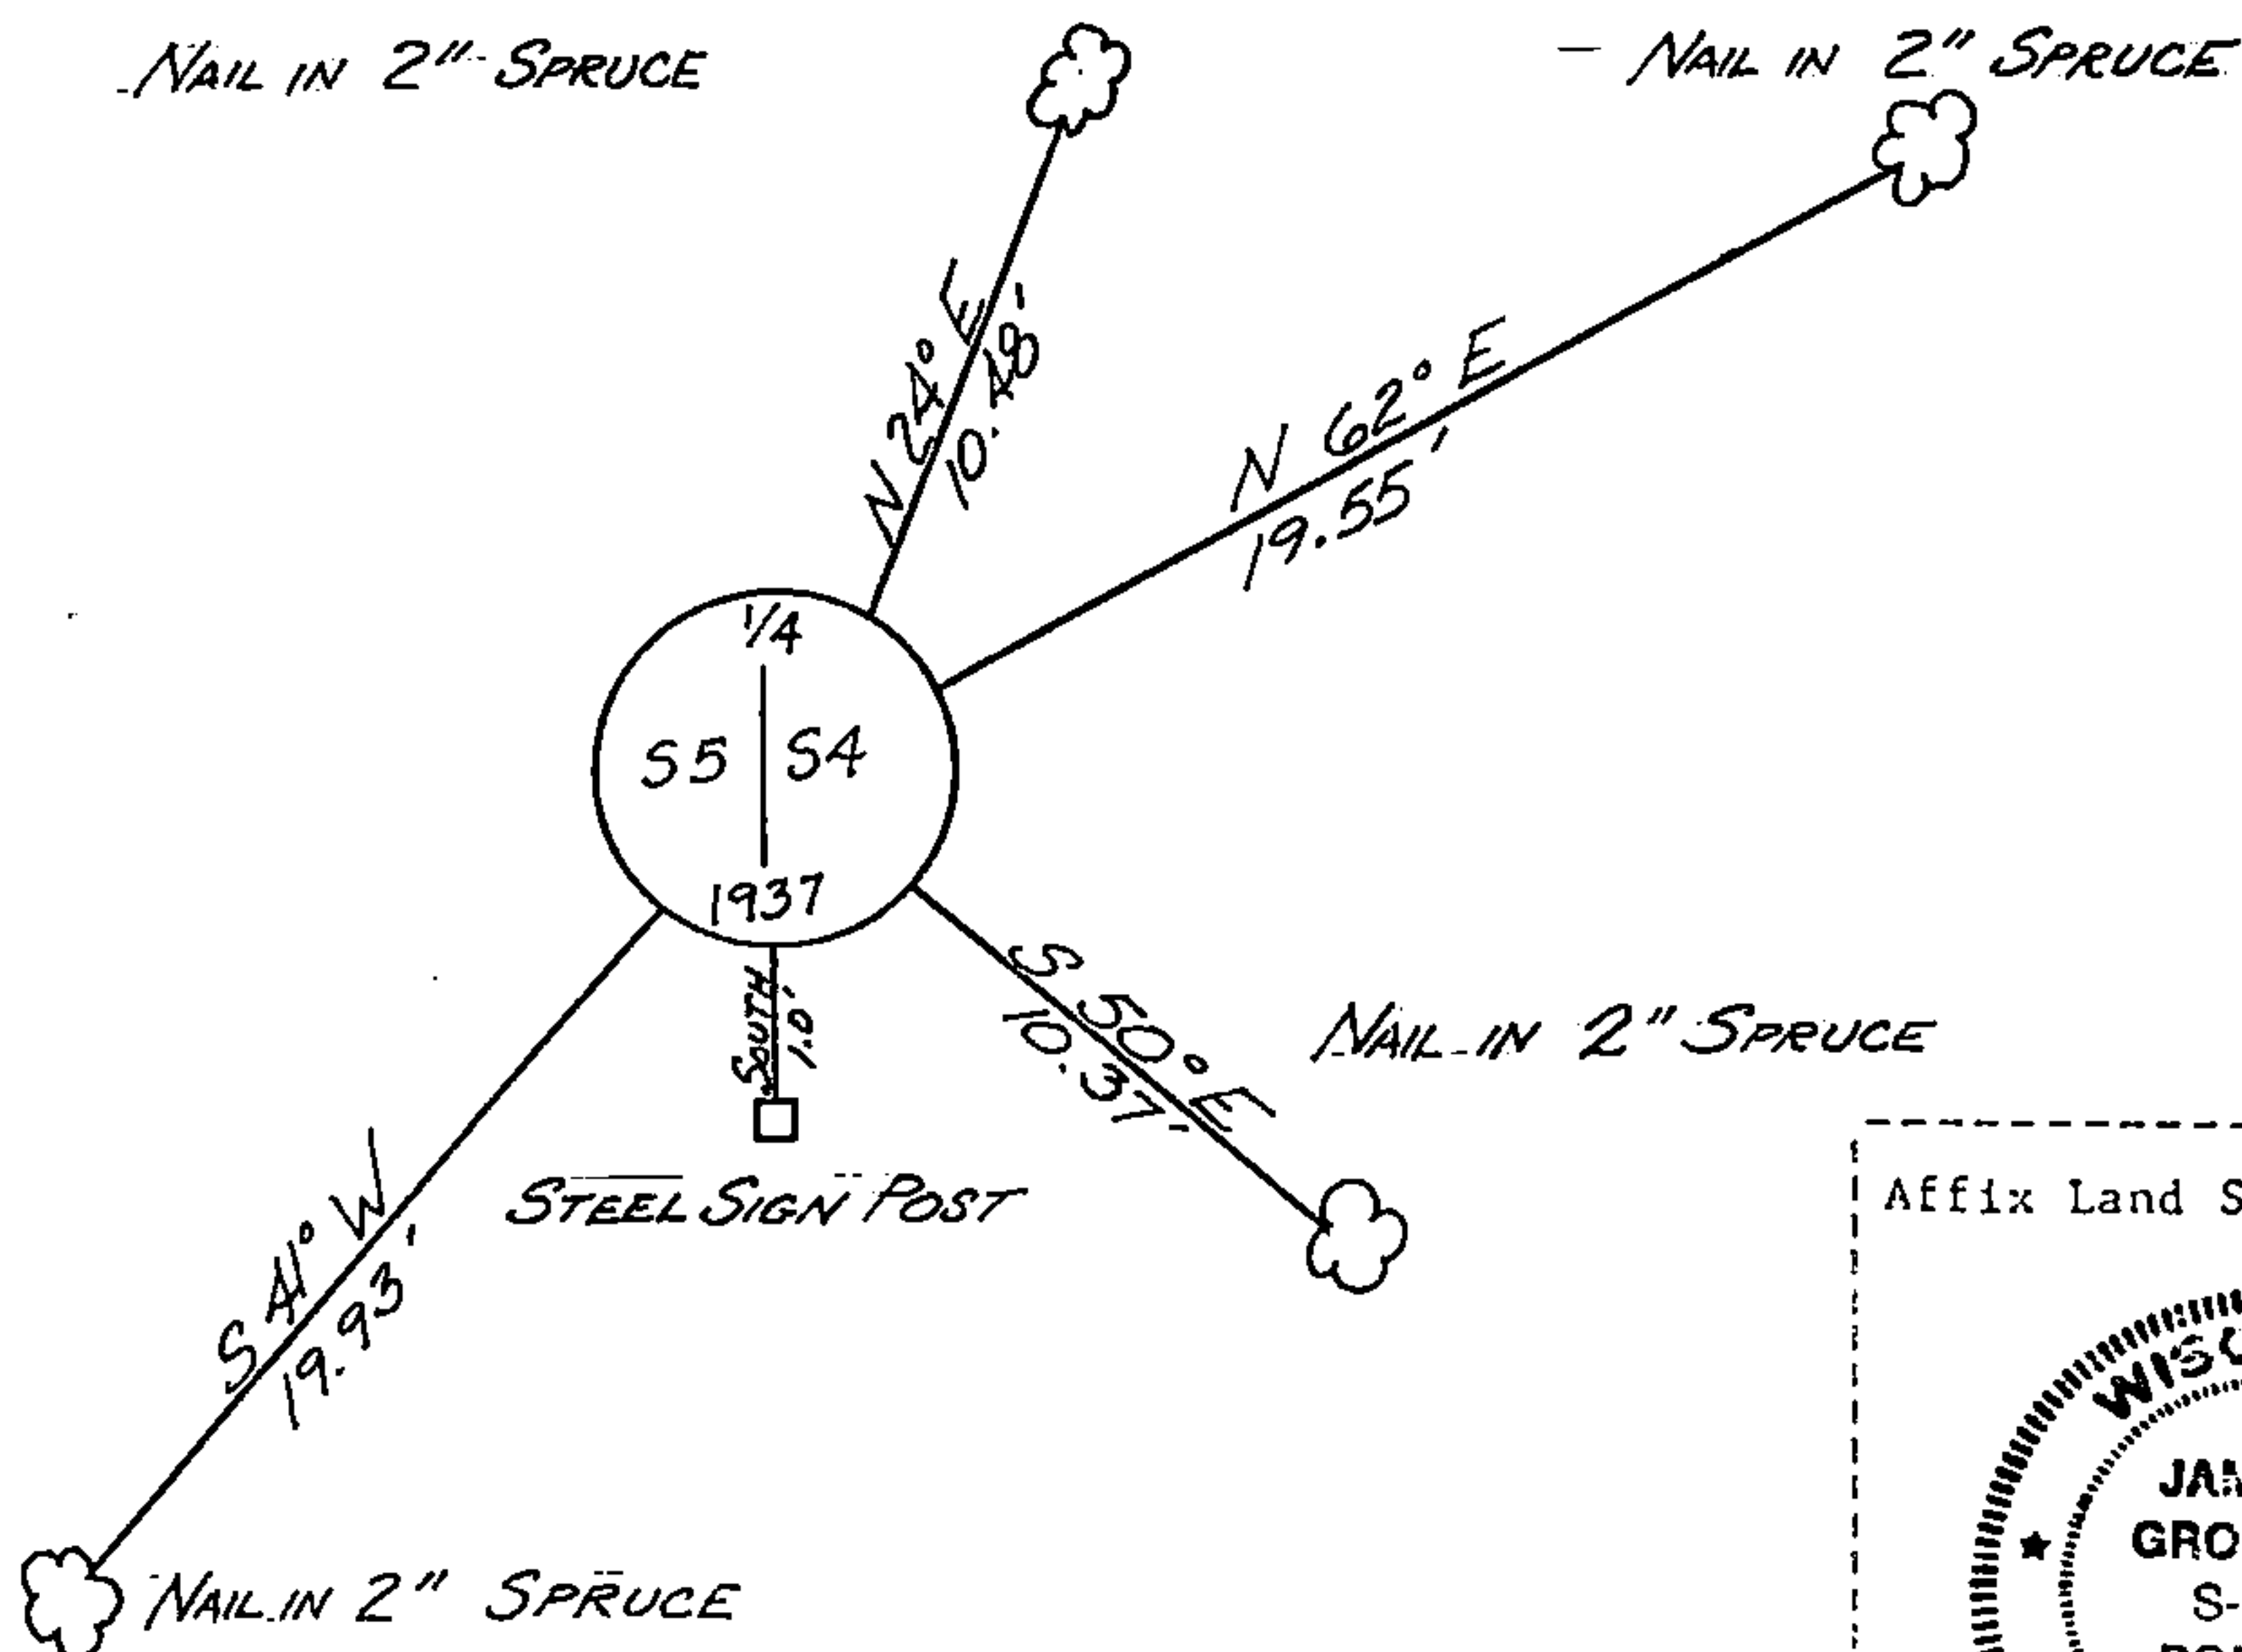 NAIL IN 2" SPRUCE
NAIL IN 2" SPRUCE
N 24° E
10.48'
N 62° E
19.55'
1/4
S5 S4
1937
SOUTH
1.0'
S 50° E
10.37'
NAIL IN 2" SPRUCE
STEEL SIGN POST
S 41° W
19.93'
NAIL IN 2" SPRUCE
Affix Land S
WISC
JAM
GRO
S-